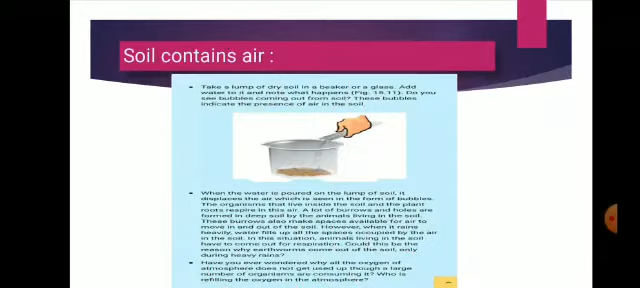 Soil contains air :
• Take a lump of dry soil in a beaker or a glass. Add
water to it and note what happens (Fig. 15.11). Do you
see bubbles coming out from soil? These bubbles
indicate the presence of air in the soil.
• When the water is poured on the lump of soil, it
displaces the air which is seen in the form of bubbles.
The organisms that live inside the soil and the plant
roots respire in this air. A lot of burrows and holes are
formed in deep soil by the animals living in the soil.
These burrows also make spaces available for air to
move in and out of the soil. However, when it rains
heavily, water fills up all the spaces occupied by the
air in the soil. In this situation, animals living in the soil
have to come out for respiration. Could this be the
reason why earthworms come out of the soil, only
during heavy rains?
• Have you ever wondered why all the oxygen of
atmosphere does not get used up though a large
number of organisms are consuming it? Who is
refilling the oxygen in the atmosphere?